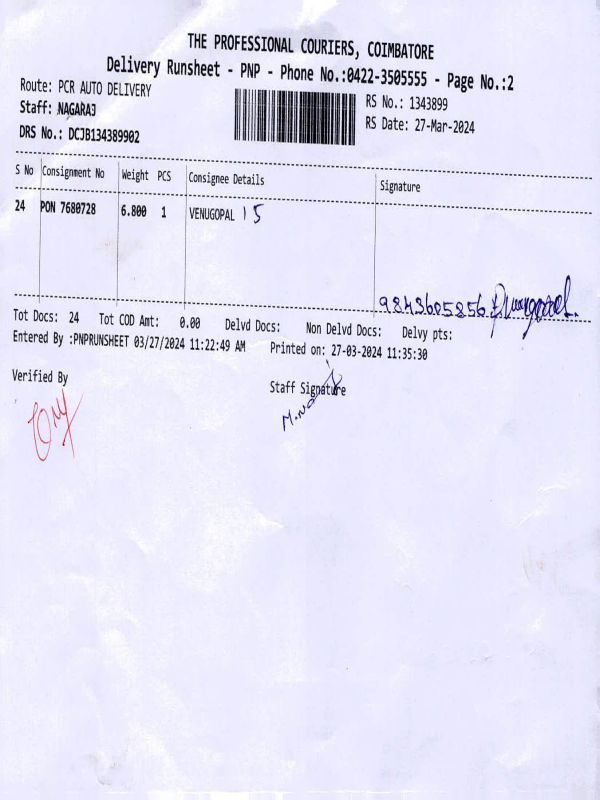 THE PROFESSIONAL COURIERS, COIMBATORE
Delivery Runsheet - PNP - Phone No.:0422-3505555 - Page No.:2
Route: PCR AUTO DELIVERY
Staff: NAGARAJ
DRS No.: DCJB134389902
RS No.: 1343899
RS Date: 27-Mar-2024
S No Consignment No Weight PCS Consignee Details Signature
24 PON 7680728 6.800 1 VENUGOPAL 15
9843605856
Tot Docs: 24 Tot COD Amt: 0.00 Delvd Docs: Non Delvd Docs: Delvy pts:
Entered By :PNPRUNSHEET 03/27/2024 11:22:49 AM Printed on: 27-03-2024 11:35:30
Verified By
Staff Signature